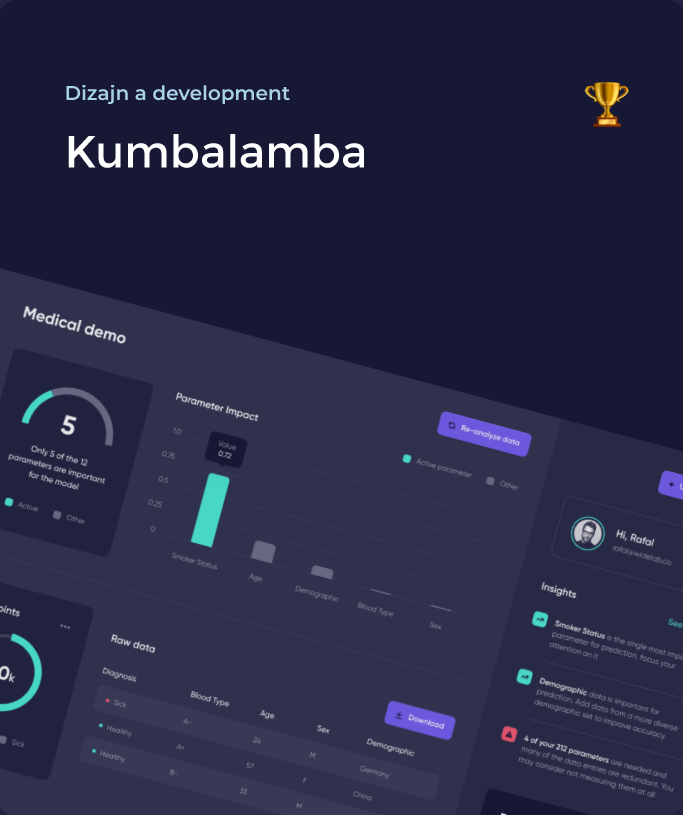 Dizajn a development
Kumbalamba
Medical demo
5
Only 5 of the 12
parameters are important
for the model
Active
Other
Parameter Impact
Re-analyze data
Active parameter
Other
1.0
0.75
0.5
0.25
0
Value
0.72
Smoker Status
Age
Demographic
Blood Type
Sex
Hi, Rafal
rafal@widelab.co
Insights
See
Smoker Status is the single most
parameter for prediction, focus your
attention on it
Demographic data is important for
prediction. Add data from a more diverse
demographic set to improve accuracy
4 of your 212 parameters are needed and
many of the data entries are redundant. You
may consider not measuring them at all
0k
Sick
Raw data
Download
Diagnosis
Blood Type
Age
Sex
Demographic
Sick
A-
24
M
Germany
Healthy
A+
57
F
China
Healthy
B-
33
M